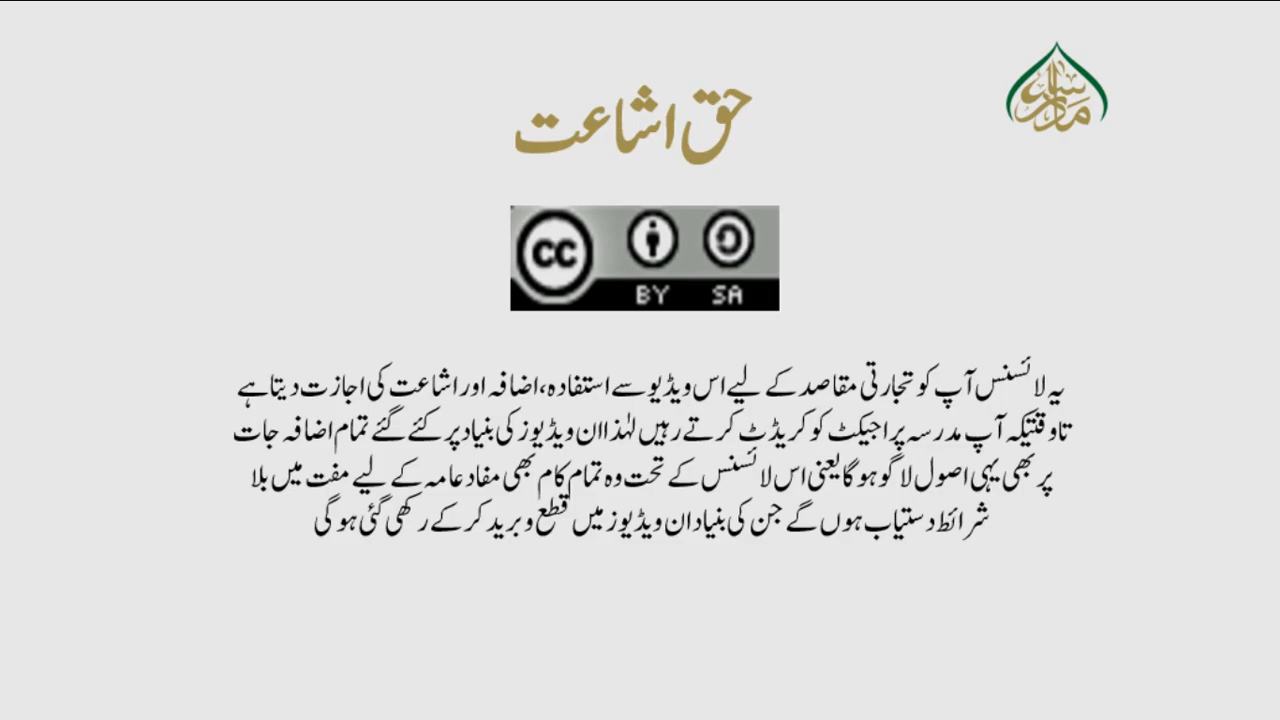 مدرسہ
حق اشاعت
cc
BY SA
یہ لائسنس آپ کو تجارتی مقاصد کے لیے اس ویڈیو سے استفادہ، اضافہ اور اشاعت کی اجازت دیتا ہے
تاوقتیکہ آپ مدرسہ پراجیکٹ کو کریڈٹ کرتے رہیں لہٰذا ان ویڈیوز کی بنیاد پر کئے گئے تمام اضافہ جات
پر بھی یہی اصول لاگو ہوگا یعنی اس لائسنس کے تحت وہ تمام کام بھی مفاد عامہ کے لیے مفت میں بلا
شرائط دستیاب ہوں گے جن کی بنیاد ان ویڈیوز میں قطع و برید کر کے رکھی گئی ہو گی